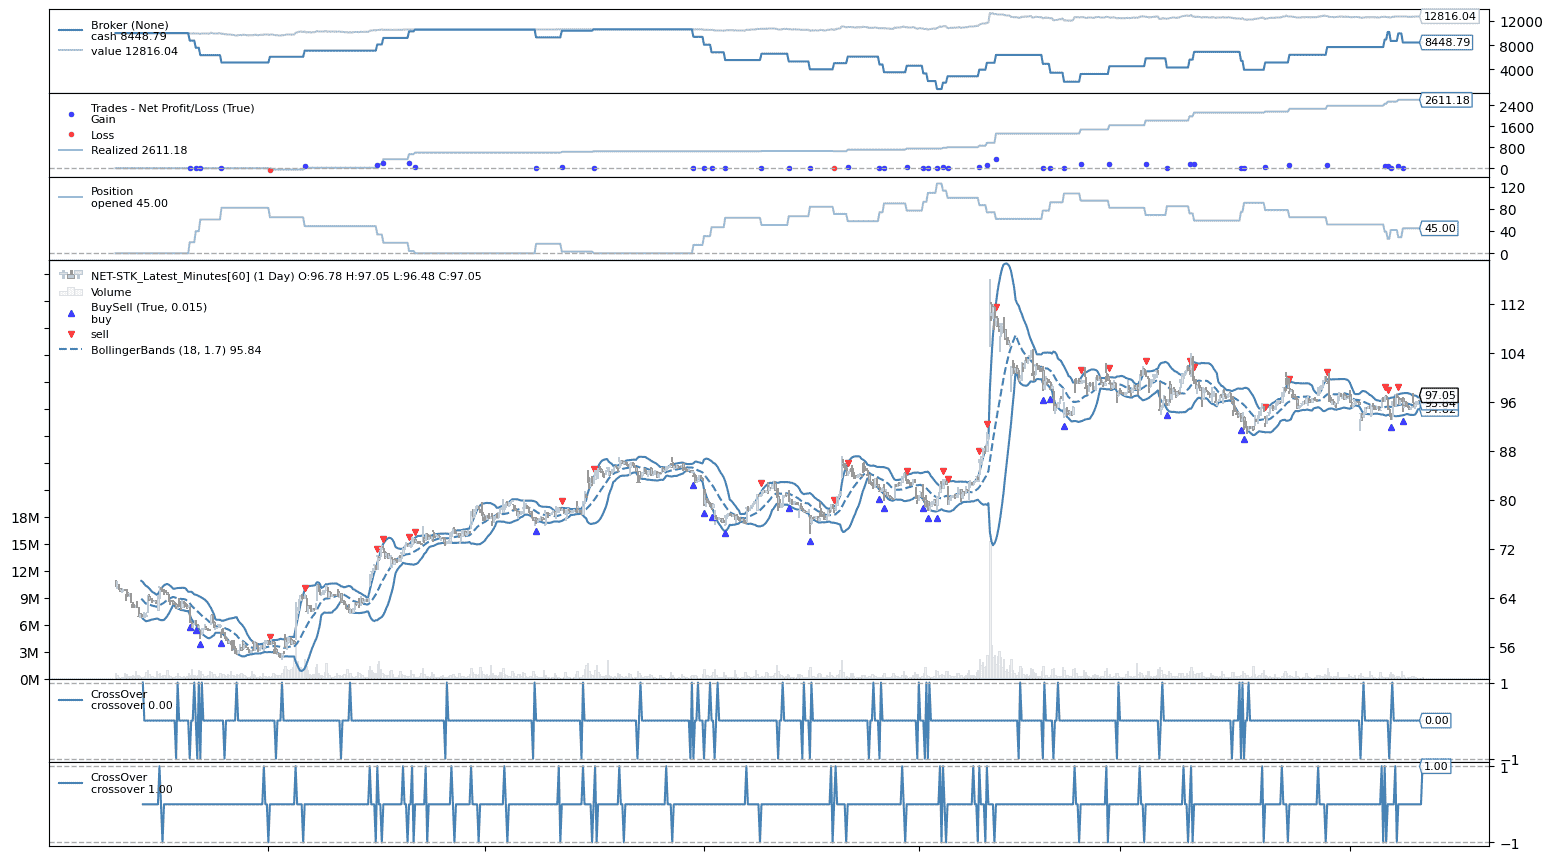 Broker (None)
cash 8448.79
value 12816.04
12816.04
12000
8448.79
8000
4000
Trades - Net Profit/Loss (True)
Gain
Loss
Realized 2611.18
2611.18
2400
1600
800
0
Position
opened 45.00
120
80
45.00
40
0
NET-STK_Latest_Minutes[60] (1 Day) O:96.78 H:97.05 L:96.48 C:97.05
Volume
BuySell (True, 0.015)
buy
sell
BollingerBands (18, 1.7) 95.84
112
104
97.05
96
88
80
72
64
56
18M
15M
12M
9M
6M
3M
0M
CrossOver
crossover 0.00
1
0.00
−1
CrossOver
crossover 1.00
1.00
1
−1